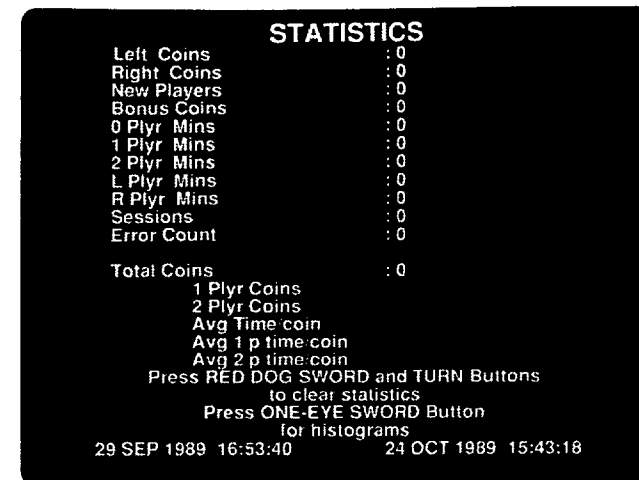 STATISTICS
Left Coins : 0
Right Coins : 0
New Players : 0
Bonus Coins : 0
0 Plyr Mins : 0
1 Plyr Mins : 0
2 Plyr Mins : 0
L Plyr Mins : 0
R Plyr Mins : 0
Sessions : 0
Error Count : 0
Total Coins : 0
1 Plyr Coins
2 Plyr Coins
Avg Time/coin
Avg 1 p time/coin
Avg 2 p time/coin
Press RED DOG SWORD and TURN Buttons
to clear statistics
Press ONE-EYE SWORD Button
for histograms
29 SEP 1989 16:53:40 24 OCT 1989 15:43:18